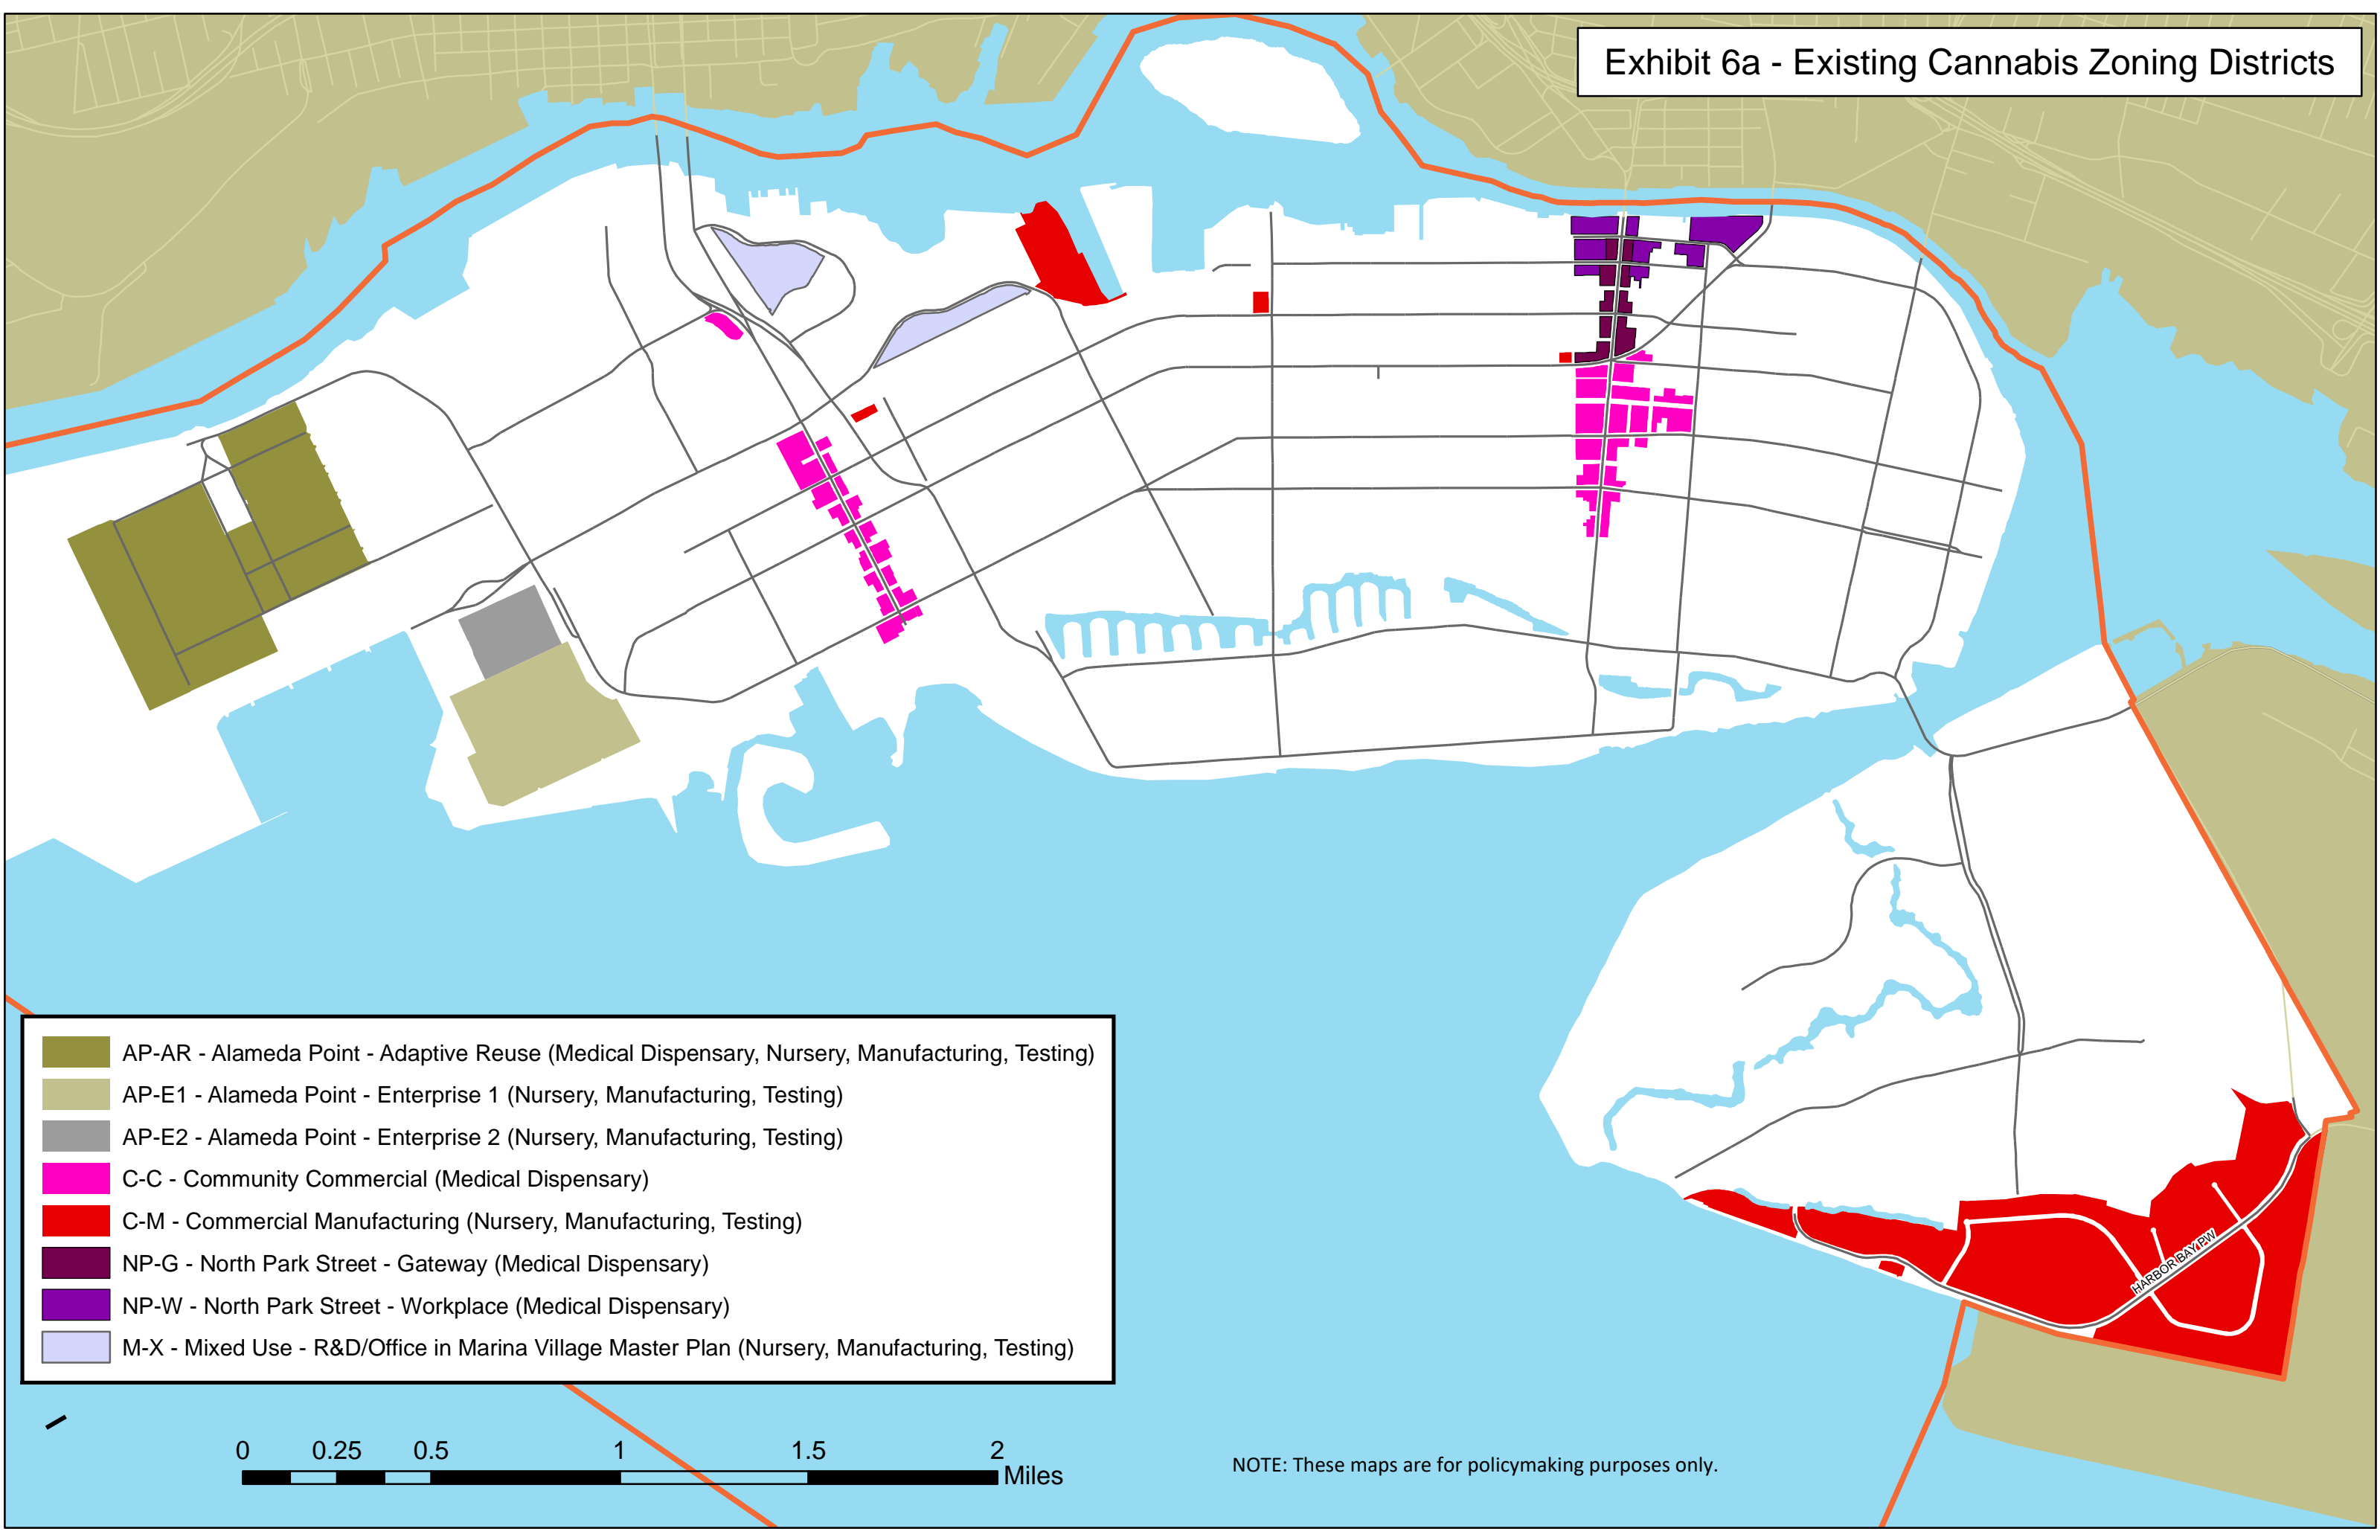 Exhibit 6a - Existing Cannabis Zoning Districts
AP-AR - Alameda Point - Adaptive Reuse (Medical Dispensary, Nursery, Manufacturing, Testing)
AP-E1 - Alameda Point - Enterprise 1 (Nursery, Manufacturing, Testing)
AP-E2 - Alameda Point - Enterprise 2 (Nursery, Manufacturing, Testing)
C-C - Community Commercial (Medical Dispensary)
C-M - Commercial Manufacturing (Nursery, Manufacturing, Testing)
NP-G - North Park Street - Gateway (Medical Dispensary)
NP-W - North Park Street - Workplace (Medical Dispensary)
M-X - Mixed Use - R&D/Office in Marina Village Master Plan (Nursery, Manufacturing, Testing)
HARBOR BAY PW
0 0.25 0.5 1 1.5 2
Miles
NOTE: These maps are for policymaking purposes only.